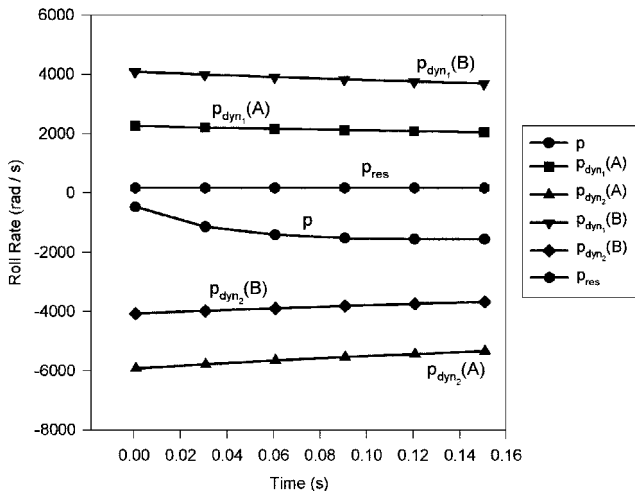 6000
4000
2000
0
-2000
-4000
-6000
-8000
Roll Rate (rad / s)
p_dyn₁(B)
p_dyn₁(A)
p_res
p
p_dyn₂(B)
p_dyn₂(A)
0.00 0.02 0.04 0.06 0.08 0.10 0.12 0.14 0.16
Time (s)
p
p_dyn₁(A)
p_dyn₂(A)
p_dyn₁(B)
p_dyn₂(B)
p_res